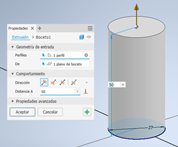 Propiedades
Extrusión > Boceto1
Geometría de entrada
Perfiles 1 perfil
De 1 plano de boceto
Comportamiento
Dirección
Distancia A 50
Propiedades avanzadas
Aceptar Cancelar
50